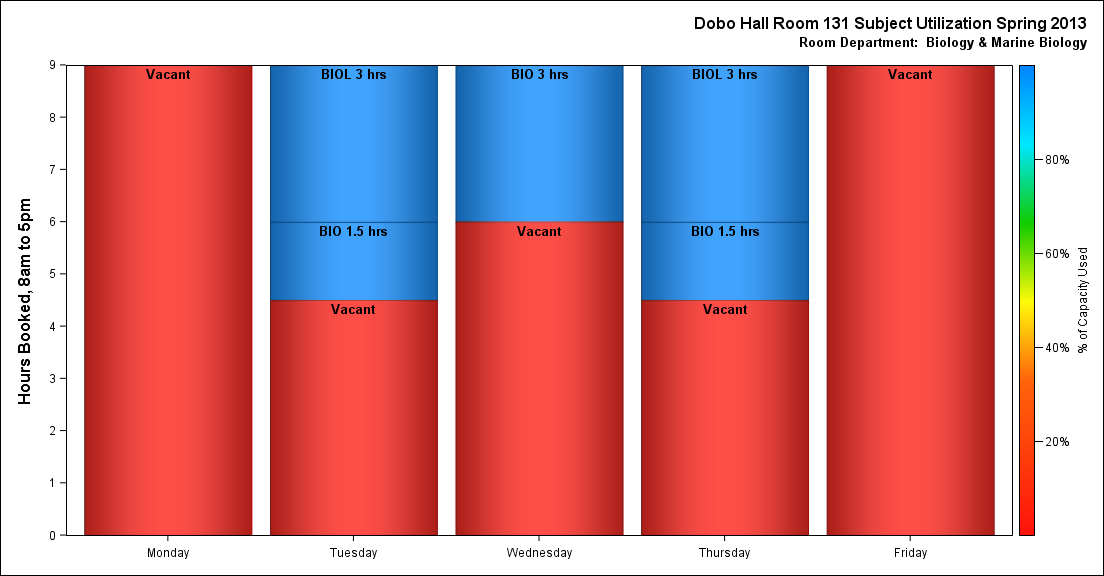 Dobo Hall Room 131 Subject Utilization Spring 2013
Room Department:  Biology & Marine Biology
Hours Booked, 8am to 5pm
9
8
7
6
5
4
3
2
1
0
Vacant
BIOL 3 hrs
BIO 3 hrs
BIOL 3 hrs
Vacant
BIO 1.5 hrs
Vacant
BIO 1.5 hrs
Vacant
Vacant
Monday
Tuesday
Wednesday
Thursday
Friday
80%
60%
40%
20%
% of Capacity Used